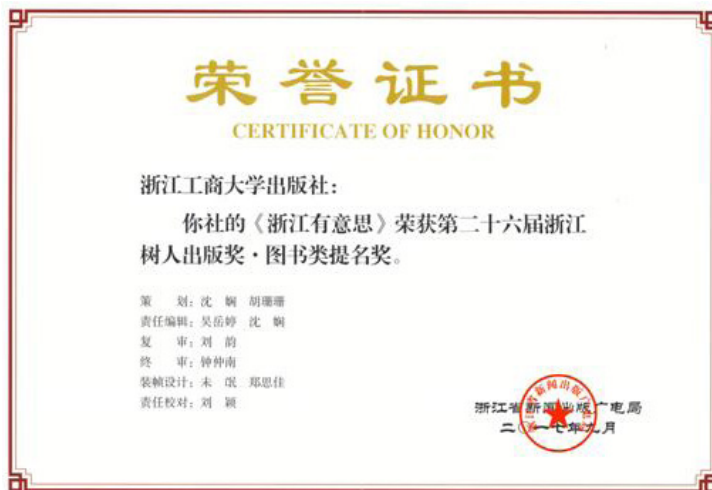 荣誉证书
CERTIFICATE OF HONOR
浙江工商大学出版社：
你社的《浙江有意思》荣获第二十六届浙江
树人出版奖·图书类提名奖。
策　　划：沈　娴　胡珊珊
责任编辑：吴岳婷　沈　娴
复　　审：刘　韵
终　　审：钟仲南
装帧设计：未　氓　郑思佳
责任校对：刘　颖
浙江省新闻出版广电局
二〇一七年九月